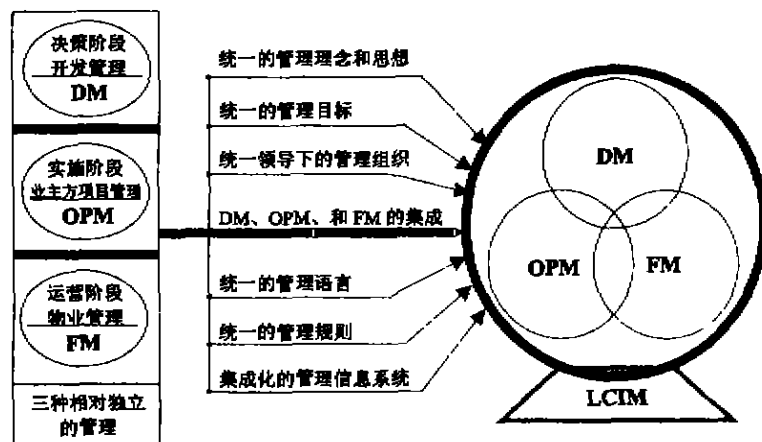 决策阶段
开发管理
DM
实施阶段
业主方项目管理
OPM
运营阶段
物业管理
FM
三种相对独立
的管理
统一的管理理念和思想
统一的管理目标
统一领导下的管理组织
DM、OPM、和 FM 的集成
统一的管理语言
统一的管理规则
集成化的管理信息系统
DM
OPM
FM
LCIM